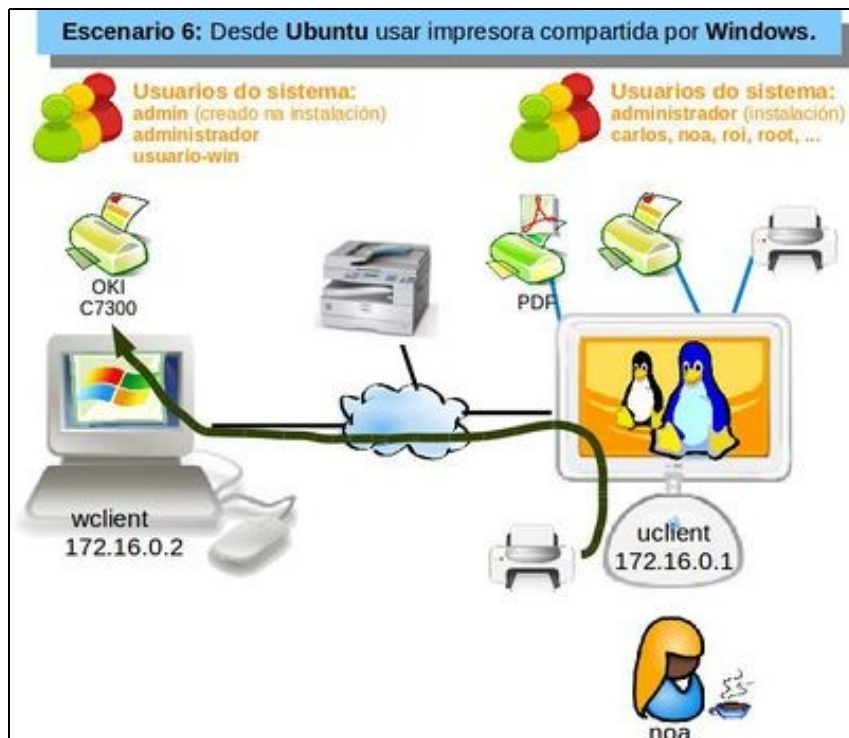 Escenario 6: Desde Ubuntu usar impresora compartida por Windows.
Usuarios do sistema:
admin (creado na instalación)
administrador
usuario-win
Usuarios do sistema:
administrador (instalación)
carlos, noa, roi, root, ...
OKI
C7300
PDF
wclient
172.16.0.2
uclient
172.16.0.1
noa